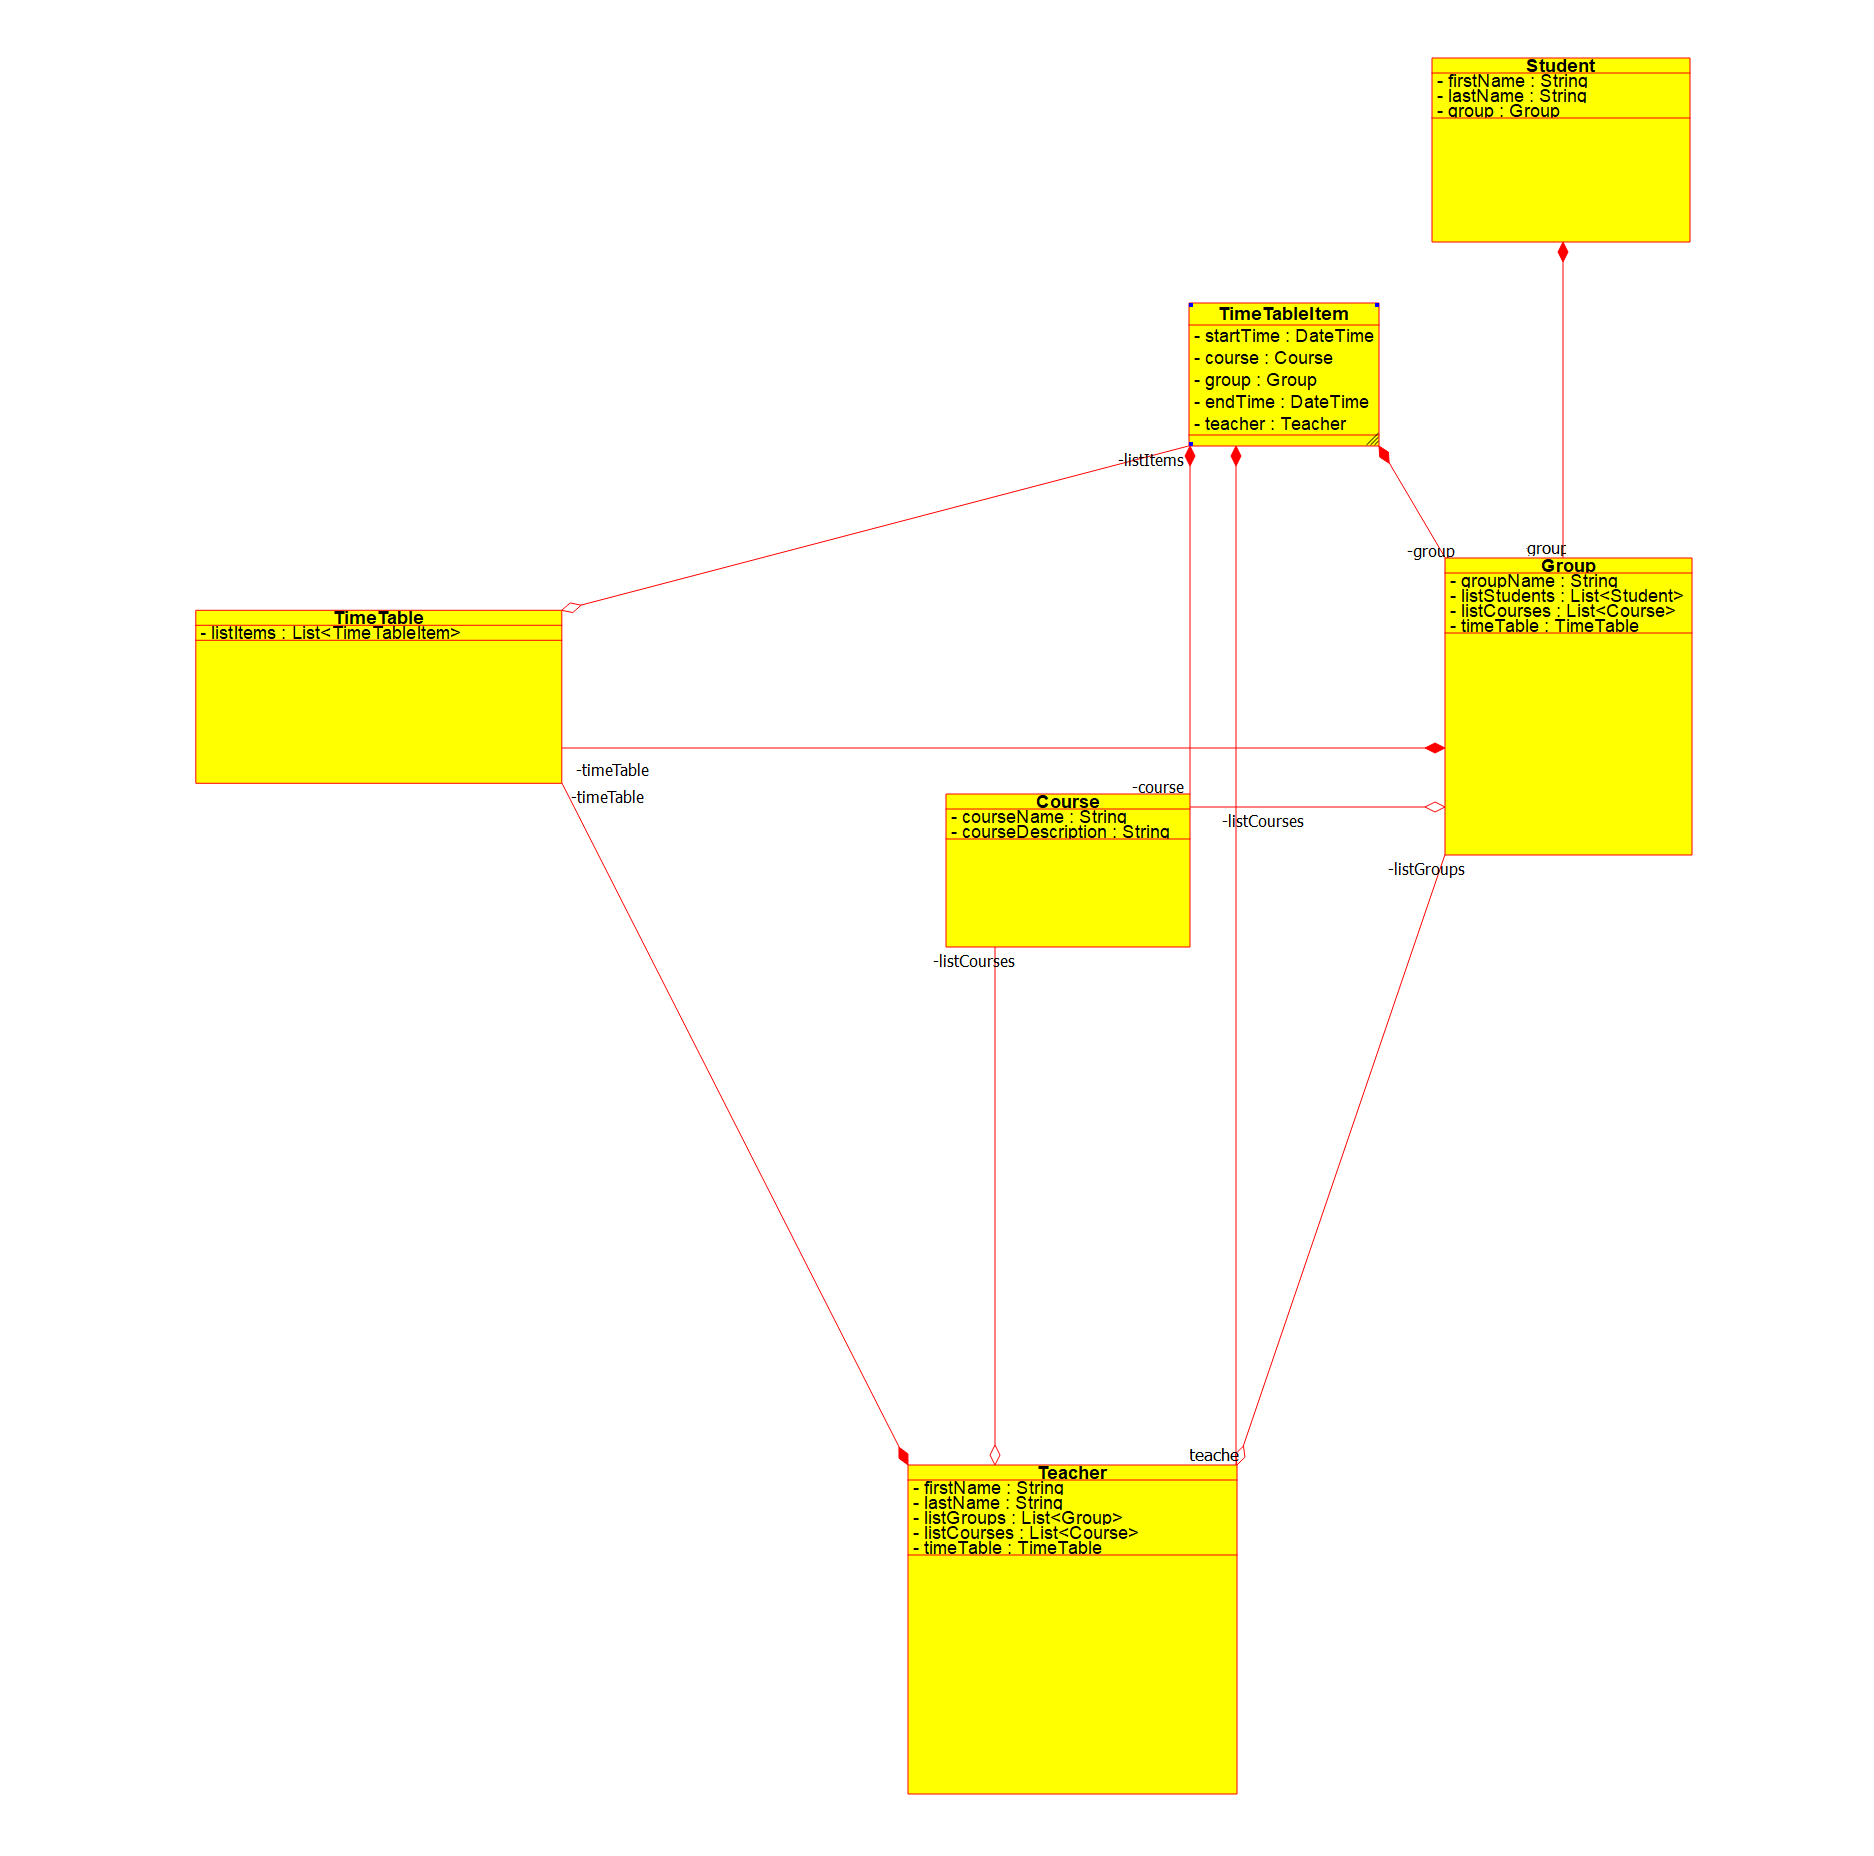 Student
- firstName : String
- lastName : String
- group : Group
TimeTableItem
- startTime : DateTime
- course : Course
- group : Group
- endTime : DateTime
- teacher : Teacher
-listItems
-group
group
Group
- groupName : String
- listStudents : List<Student>
- listCourses : List<Course>
- timeTable : TimeTable
TimeTable
- listItems : List<TimeTableItem>
-timeTable
-timeTable
-course
Course
- courseName : String
- courseDescription : String
-listCourses
-listGroups
-listCourses
teache
Teacher
- firstName : String
- lastName : String
- listGroups : List<Group>
- listCourses : List<Course>
- timeTable : TimeTable